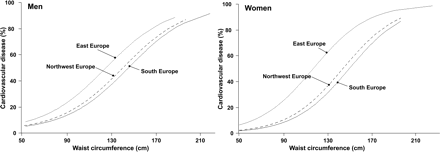 Men
Cardiovascular disease (%)
100
80
60
40
20
0
East Europe
Northwest Europe
South Europe
50
90
130
170
210
Waist circumference (cm)
Women
Cardiovascular disease (%)
100
80
60
40
20
0
East Europe
Northwest Europe
South Europe
50
90
130
170
210
Waist circumference (cm)